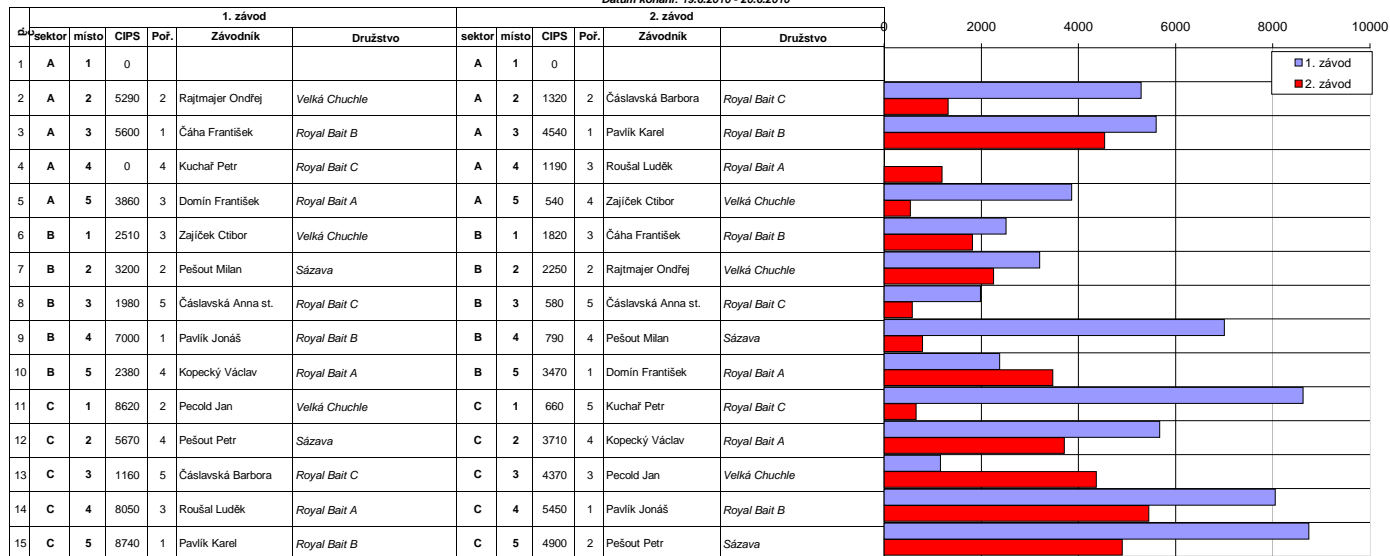 Datum konání: 19.6.2010 - 20.6.2010
1. závod 2. závod
sektor místo CIPS Poř. Závodník Družstvo sektor místo CIPS Poř. Závodník Družstvo
0 2000 4000 6000 8000 10000
1. závod
2. závod
1 A 1 0 A 1 0
2 A 2 5290 2 Rajtmajer Ondřej Velká Chuchle A 2 1320 2 Čáslavská Barbora Royal Bait C
3 A 3 5600 1 Čáha František Royal Bait B A 3 4540 1 Pavlík Karel Royal Bait B
4 A 4 0 4 Kuchař Petr Royal Bait C A 4 1190 3 Roušal Luděk Royal Bait A
5 A 5 3860 3 Domín František Royal Bait A A 5 540 4 Zajíček Ctibor Velká Chuchle
6 B 1 2510 3 Zajíček Ctibor Velká Chuchle B 1 1820 3 Čáha František Royal Bait B
7 B 2 3200 2 Pešout Milan Sázava B 2 2250 2 Rajtmajer Ondřej Velká Chuchle
8 B 3 1980 5 Čáslavská Anna st. Royal Bait C B 3 580 5 Čáslavská Anna st. Royal Bait C
9 B 4 7000 1 Pavlík Jonáš Royal Bait B B 4 790 4 Pešout Milan Sázava
10 B 5 2380 4 Kopecký Václav Royal Bait A B 5 3470 1 Domín František Royal Bait A
11 C 1 8620 2 Pecold Jan Velká Chuchle C 1 660 5 Kuchař Petr Royal Bait C
12 C 2 5670 4 Pešout Petr Sázava C 2 3710 4 Kopecký Václav Royal Bait A
13 C 3 1160 5 Čáslavská Barbora Royal Bait C C 3 4370 3 Pecold Jan Velká Chuchle
14 C 4 8050 3 Roušal Luděk Royal Bait A C 4 5450 1 Pavlík Jonáš Royal Bait B
15 C 5 8740 1 Pavlík Karel Royal Bait B C 5 4900 2 Pešout Petr Sázava